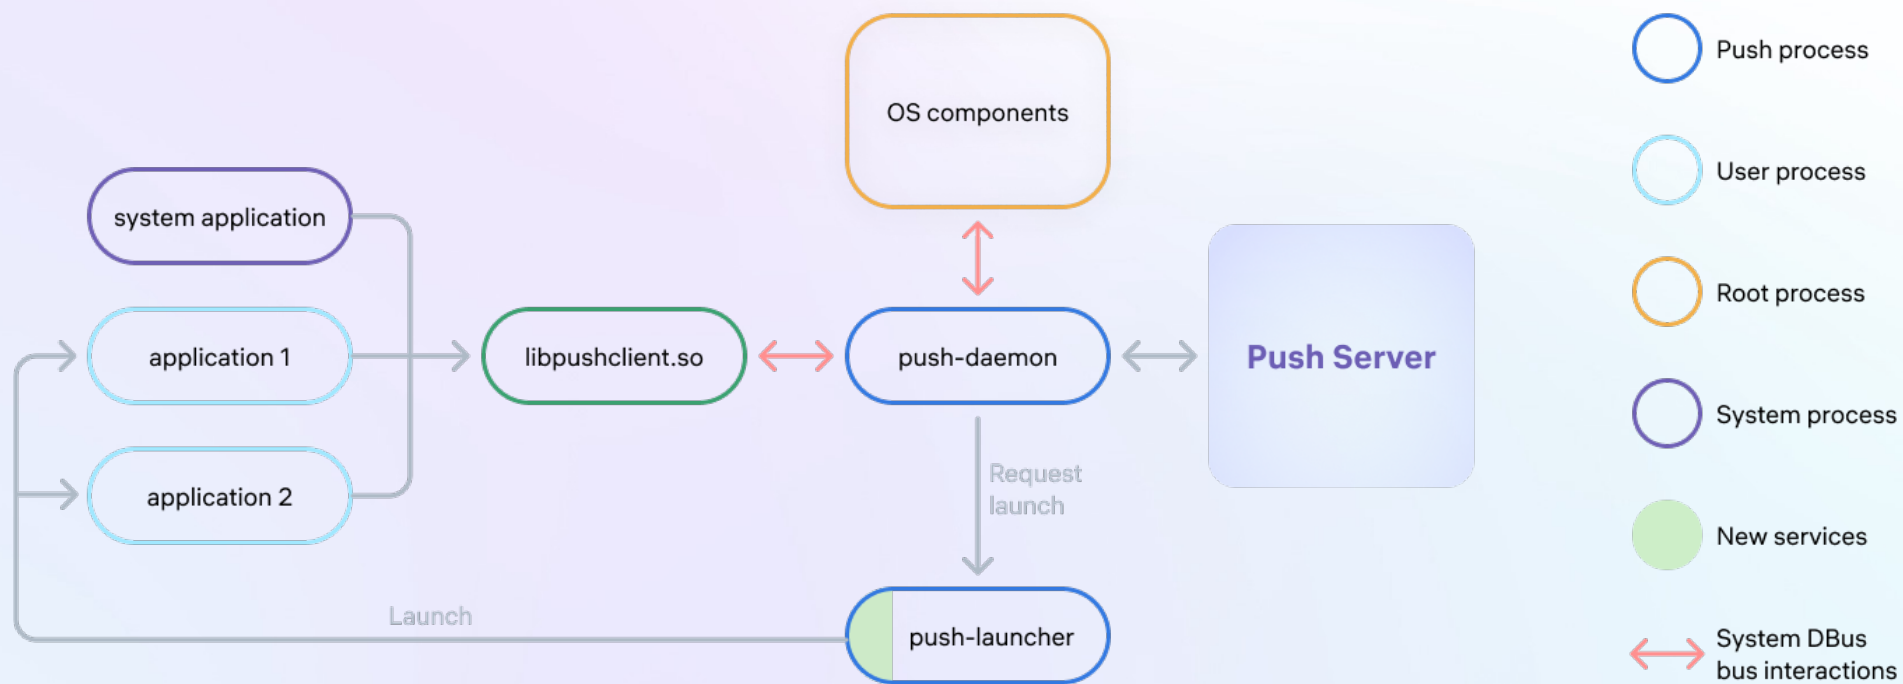 OS components
system application
application 1
application 2
libpushclient.so
push-daemon
Push Server
Request
launch
Launch
push-launcher
Push process
User process
Root process
System process
New services
System DBus
bus interactions